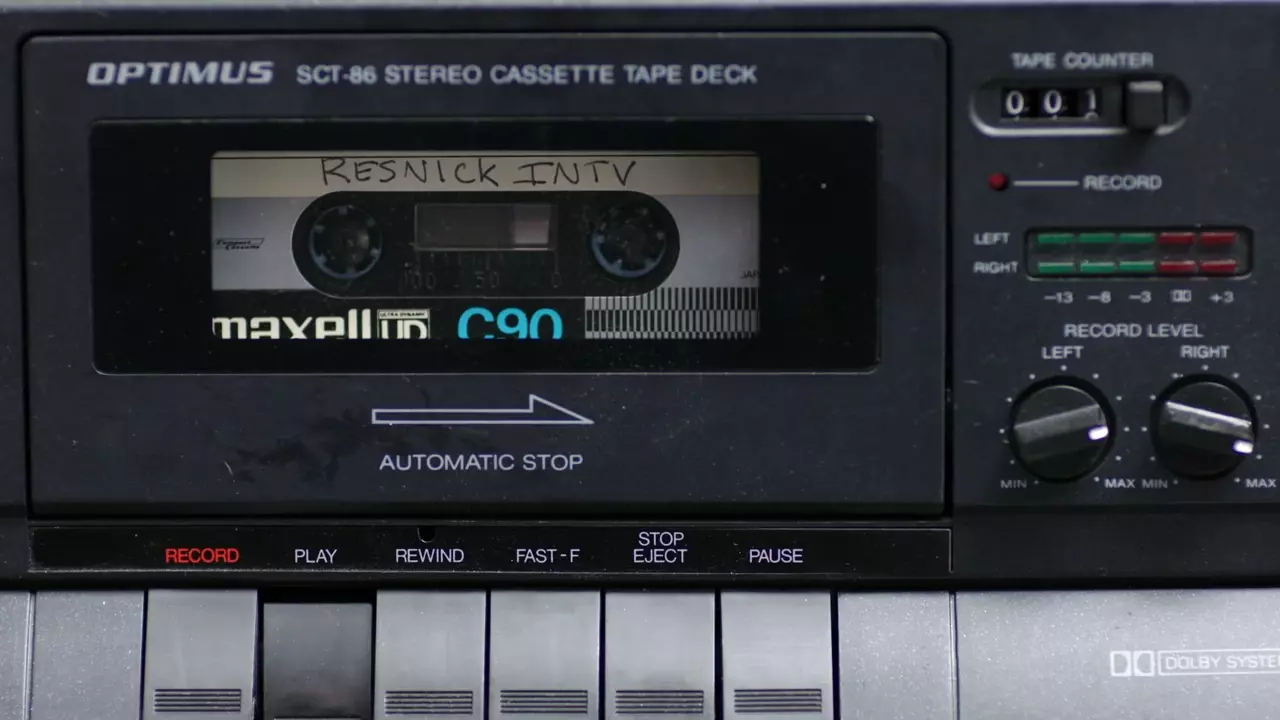 OPTIMUS SCT-86 STEREO CASSETTE TAPE DECK
TAPE COUNTER
001
RESNICK INTV
RECORD
LEFT
RIGHT
-13 -8 -3 +3
100 50 0
maxell UD C90
RECORD LEVEL
LEFT RIGHT
MIN MAX MIN MAX
AUTOMATIC STOP
RECORD PLAY REWIND FAST-F STOP EJECT PAUSE
DOLBY SYSTE